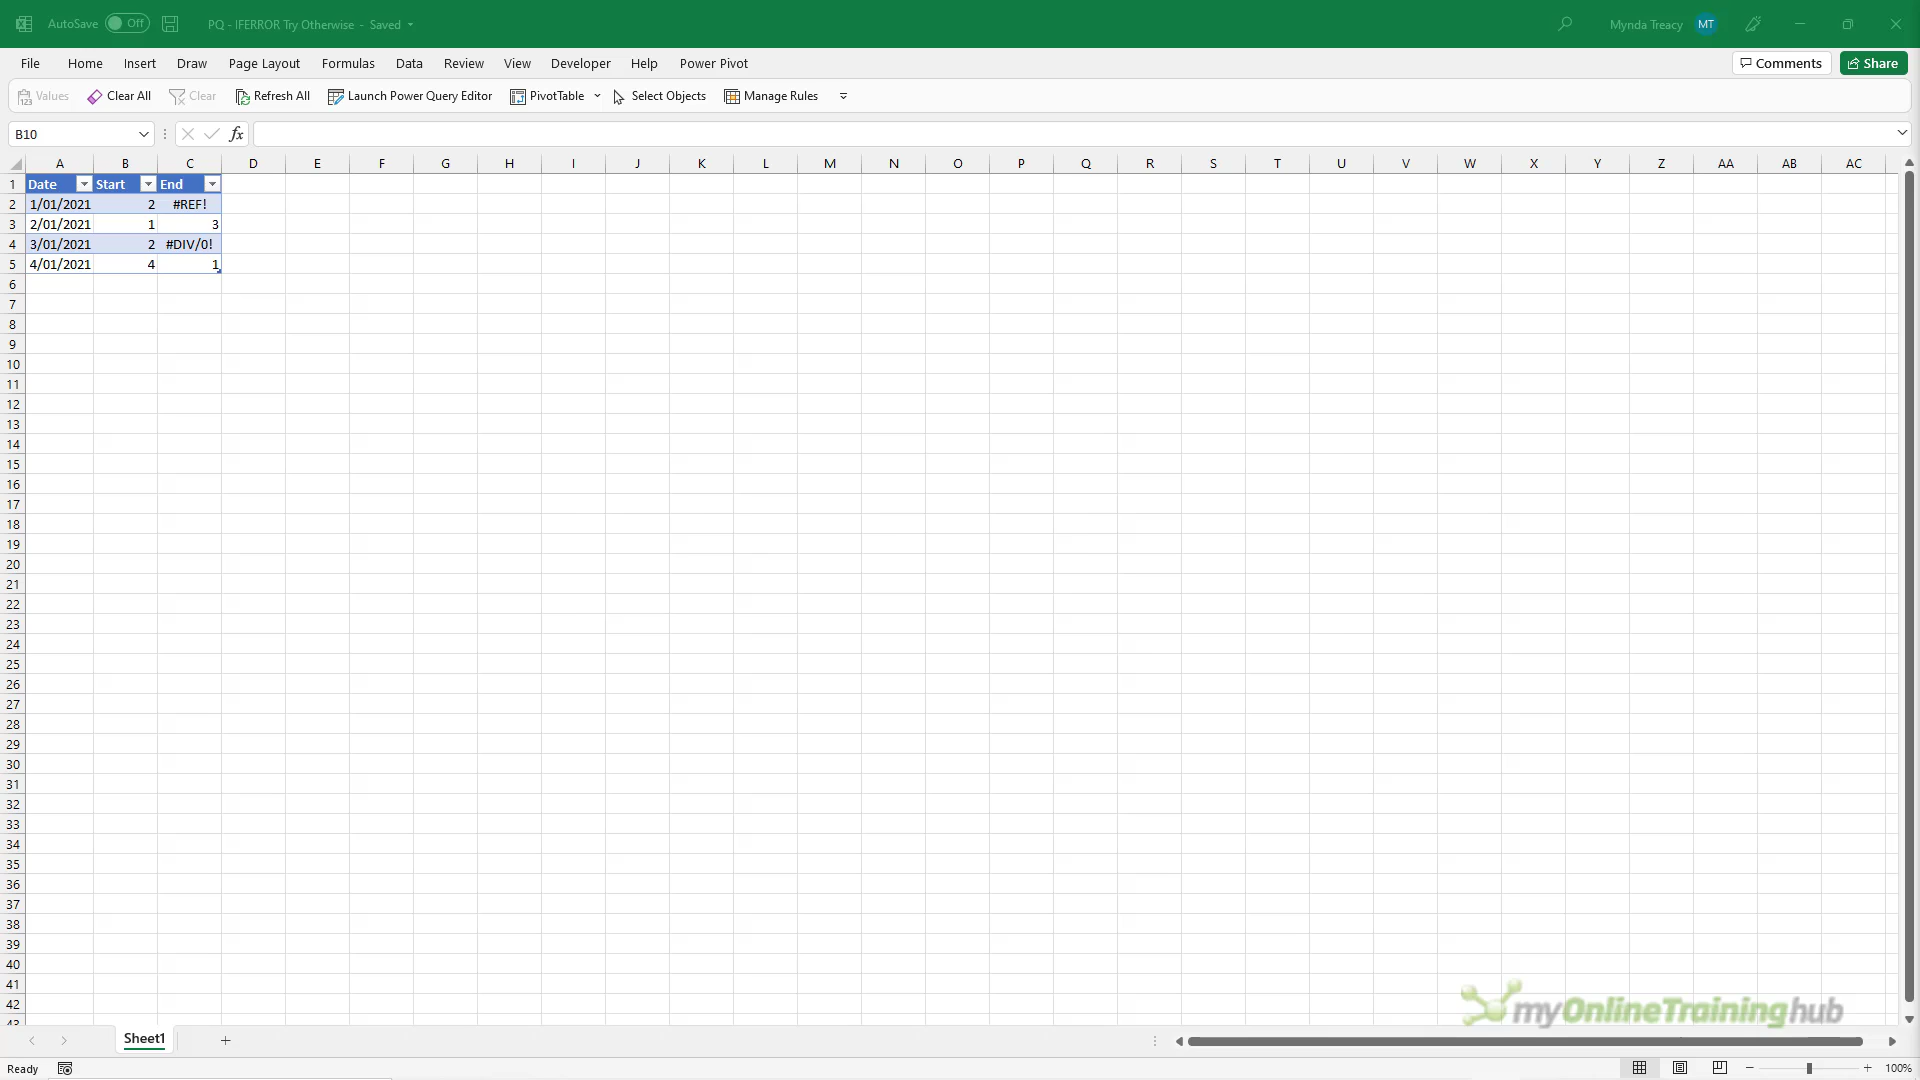 AutoSave Off PQ - IFERROR Try Otherwise - Saved Mynda Treacy MT
File Home Insert Draw Page Layout Formulas Data Review View Developer Help Power Pivot Comments Share
Values Clear All Clear Refresh All Launch Power Query Editor PivotTable Select Objects Manage Rules
B10 fx
A B C D E F G H I J K L M N O P Q R S T U V W X Y Z AA AB AC
1 Date Start End
2 1/01/2021 2 #REF!
3 2/01/2021 1 3
4 3/01/2021 2 #DIV/0!
5 4/01/2021 4 1
6
7
8
9
10
11
12
13
14
15
16
17
18
19
20
21
22
23
24
25
26
27
28
29
30
31
32
33
34
35
36
37
38
39
40
41
42
43
myOnlineTraininghub
Sheet1
Ready 100%